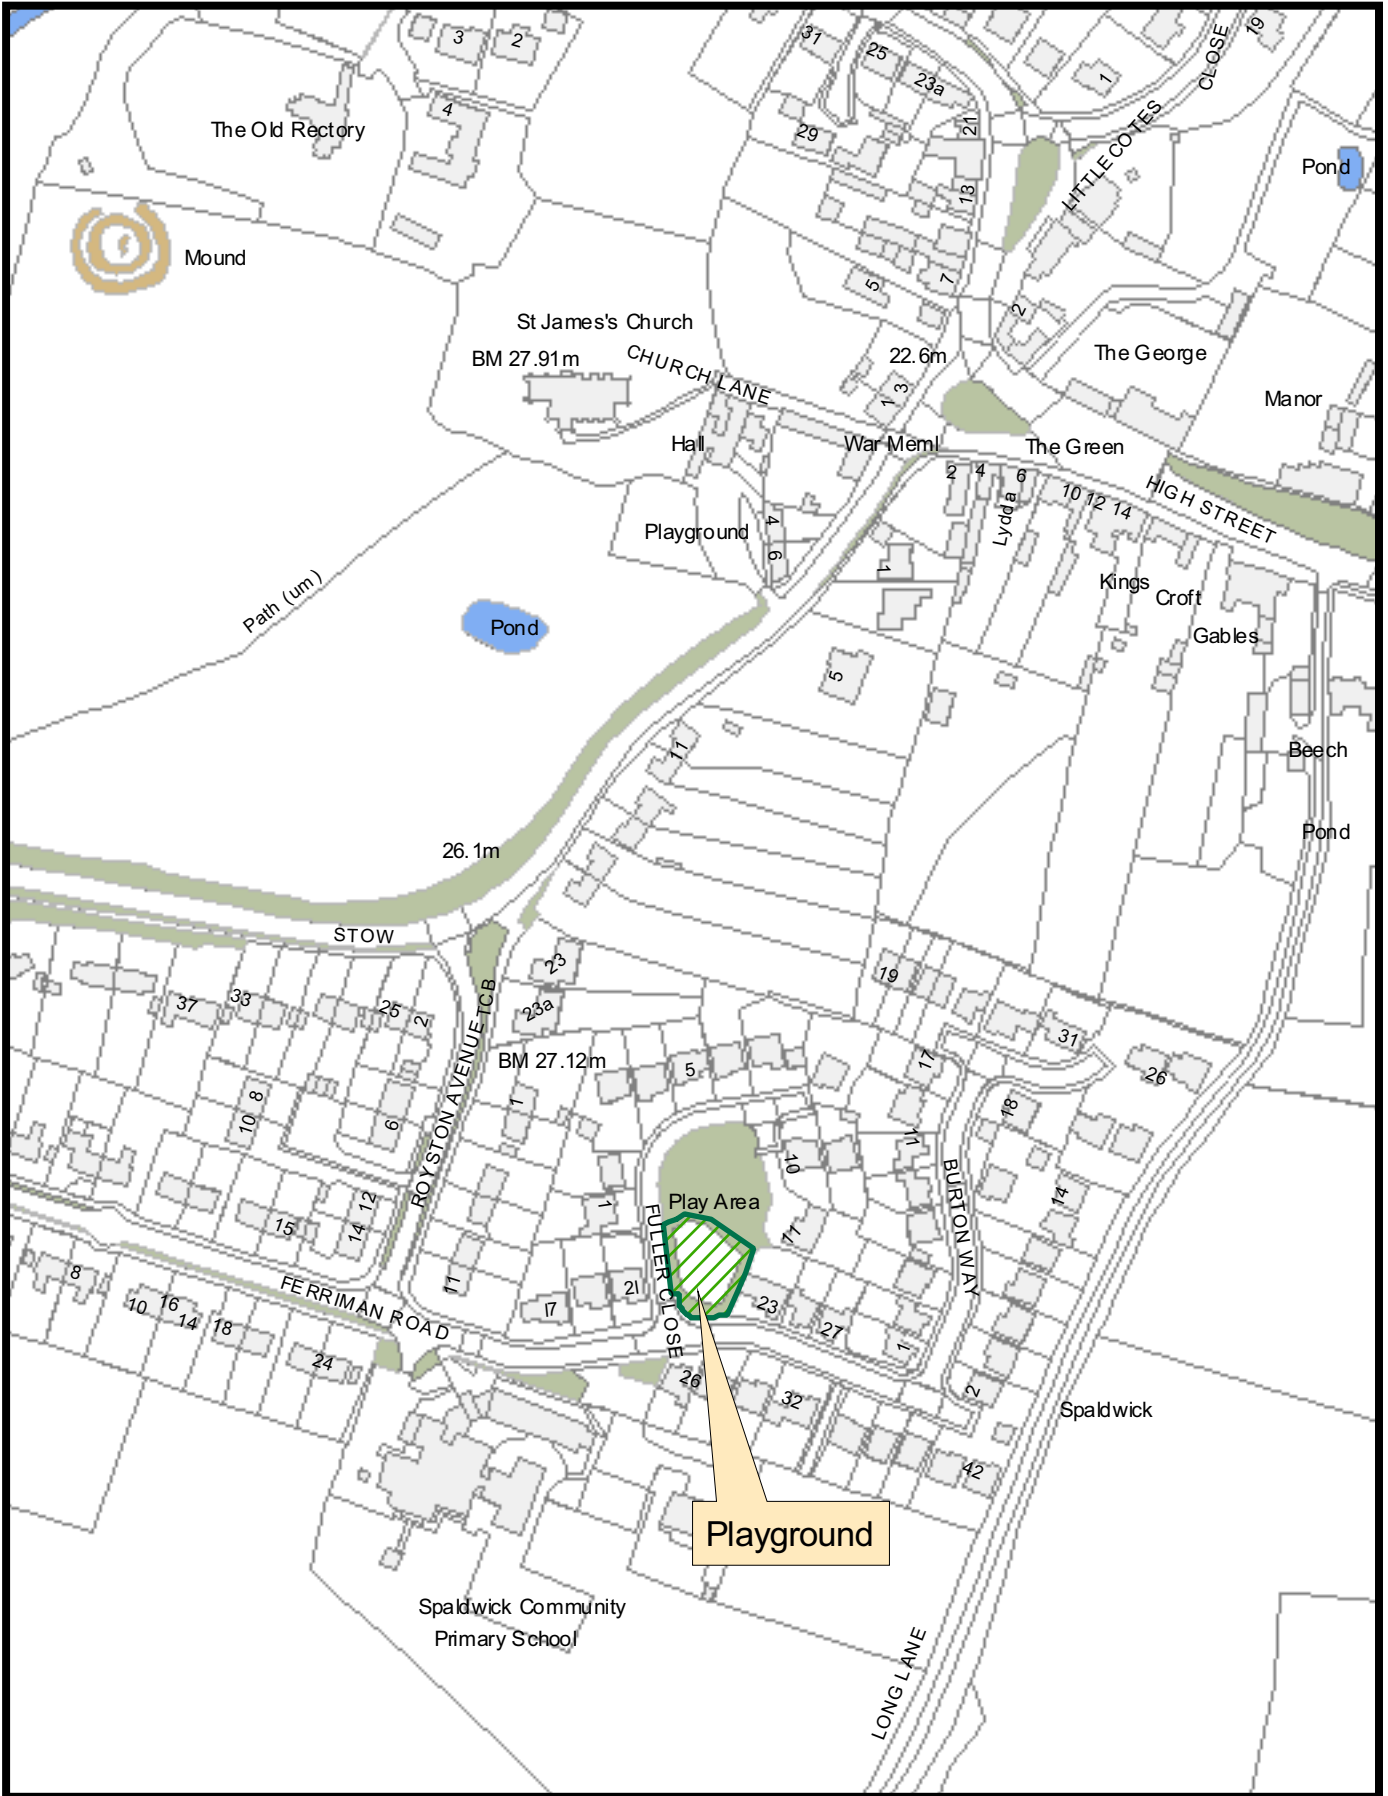 3
2
31
25
23a
19
CLOSE
1
4
The Old Rectory
29
21
LITTLE COTES
Pond
13
Mound
5
7
2
St James's Church
BM 27.91m
CHURCH LANE
22.6m
The George
1
3
Manor
Hall
War Meml
The Green
2
4
6
Lydda
10
12
14
HIGH STREET
Playground
4
6
1
Kings
Croft
Gables
Path (um)
Pond
5
11
Beech
Pond
26.1m
STOW
23
19
TCB
37
33
25
2
23a
31
17
26
BM 27.12m
5
ROYSTON AVENUE
8
10
6
1
18
11
10
BURTON WAY
14
12
14
15
1
Play Area
11
FULLER CLOSE
8
11
21
17
23
27
1
FERRIMAN ROAD
10
16
14
18
24
26
32
2
Spaldwick
42
Playground
Spaldwick Community
Primary School
LONG LANE